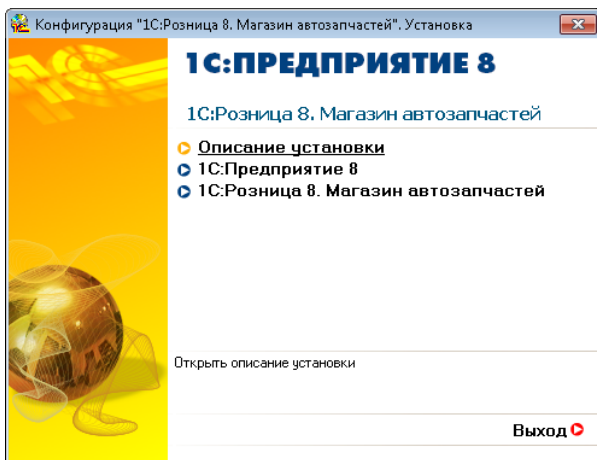 Конфигурация "1С:Розница 8. Магазин автозапчастей". Установка
1С:ПРЕДПРИЯТИЕ 8
1С:Розница 8. Магазин автозапчастей
Описание установки
1С:Предприятие 8
1С:Розница 8. Магазин автозапчастей
Открыть описание установки
Выход